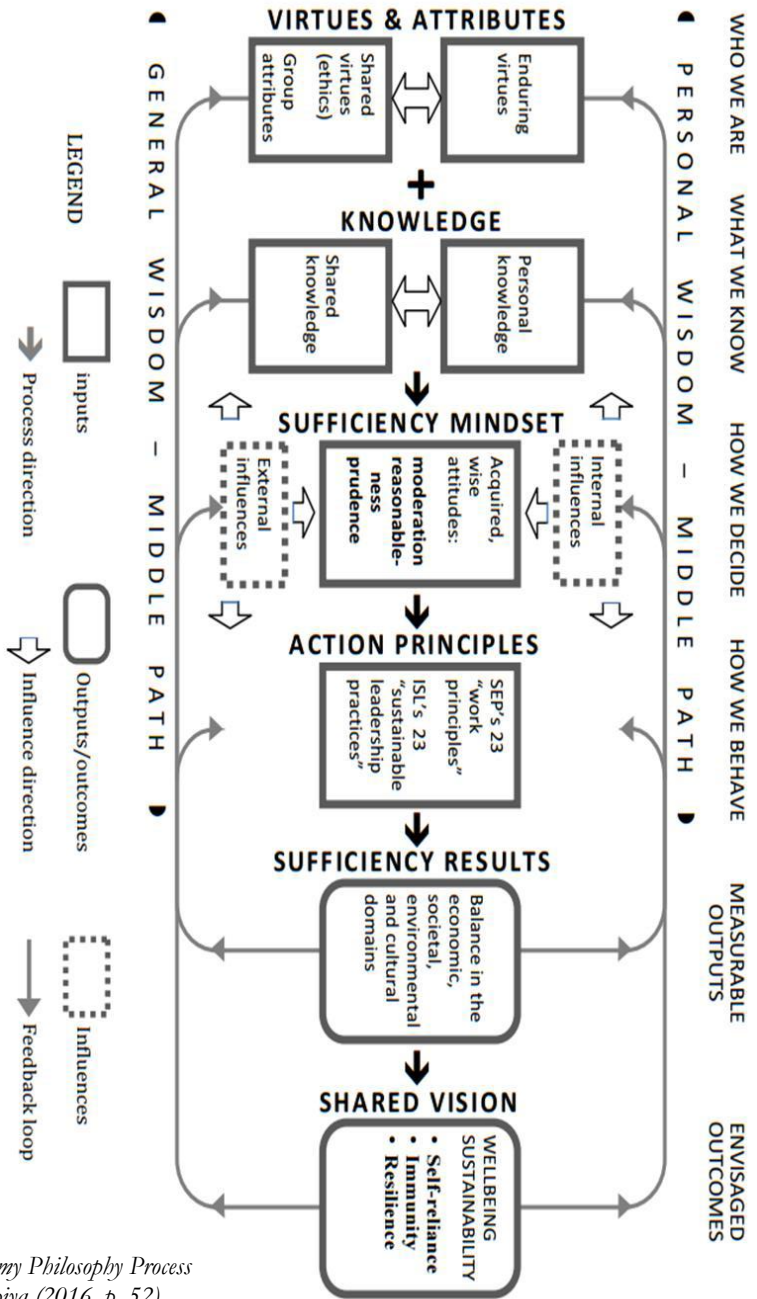 WHO WE ARE
WHAT WE KNOW
HOW WE DECIDE
HOW WE BEHAVE
MEASURABLE
OUTPUTS
ENVISAGED
OUTCOMES
PERSONAL WISDOM – MIDDLE PATH
VIRTUES & ATTRIBUTES
Enduring
virtues
Shared
virtues
(ethics)
Group
attributes
+
KNOWLEDGE
Personal
knowledge
Shared
knowledge
SUFFICIENCY MINDSET
Internal
influences
Acquired,
wise
attitudes:
moderation
reasonable-
ness
prudence
External
influences
ACTION PRINCIPLES
SEP's 23
"work
principles"
ISL's 23
"sustainable
leadership
practices"
SUFFICIENCY RESULTS
Balance in the
economic,
societal,
environmental
and cultural
domains
SHARED VISION
WELLBEING
SUSTAINABILITY
• Self-reliance
• Immunity
• Resilience
GENERAL WISDOM – MIDDLE PATH
LEGEND
inputs
Outputs/outcomes
Influences
Process direction
Influence direction
Feedback loop
my Philosophy Process
(2016, p. 52)